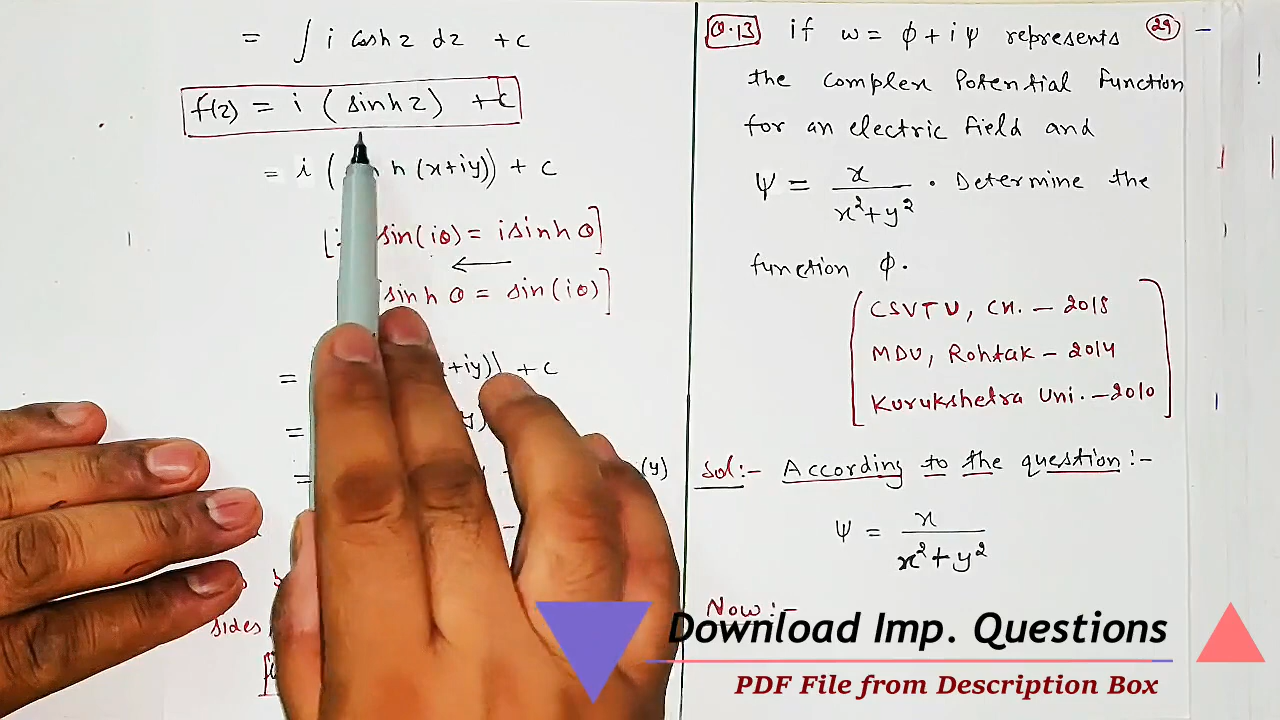 = ∫ i Cosh z dz + c
f(z) = i (sinh z) + c
= i ( h (x+iy)) + c
sin(iθ) = i sinh θ]
←
sinh θ = sin(iθ)]
= +iy)) + c
=
= (y)
sides
Q.13 if w = φ + i ψ represents 29
the complex Potential Function
for an electric field and
ψ = x / x²+y² . Determine the
function φ.
[CSVTU, CH. - 2018
MDU, Rohtak - 2014
Kurukshetra Uni. - 2010]
Sol:- According to the question:-
ψ = x / x²+y²
Now:-
Download Imp. Questions
PDF File from Description Box